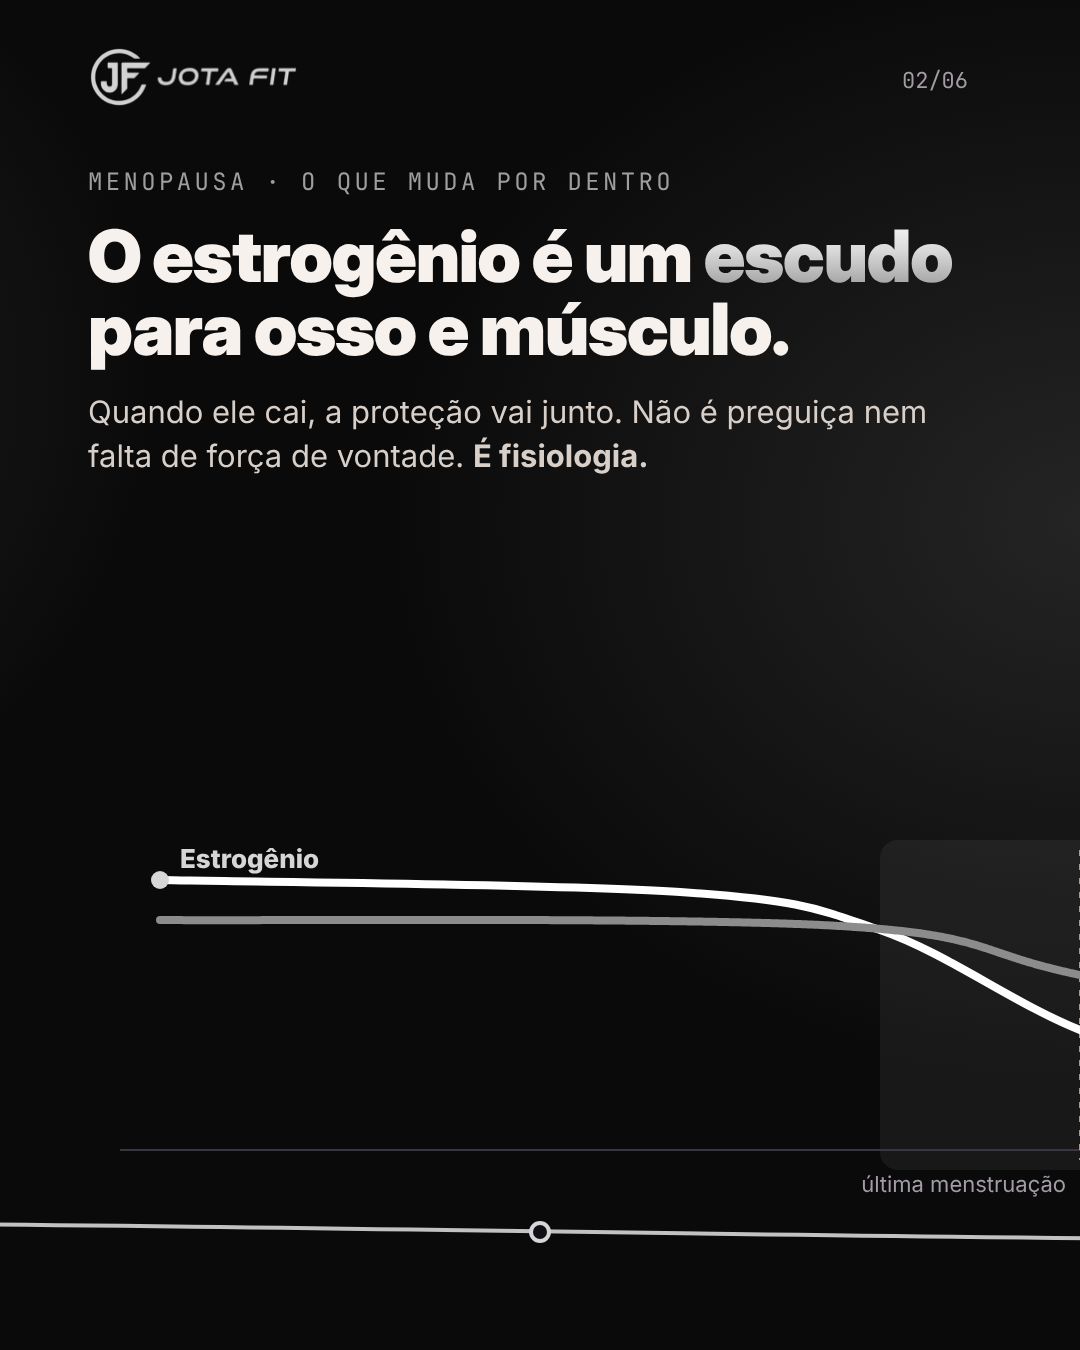 JF JOTA FIT
02/06
MENOPAUSA · O QUE MUDA POR DENTRO
O estrogênio é um escudo
para osso e músculo.
Quando ele cai, a proteção vai junto. Não é preguiça nem
falta de força de vontade. É fisiologia.
Estrogênio
última menstruação